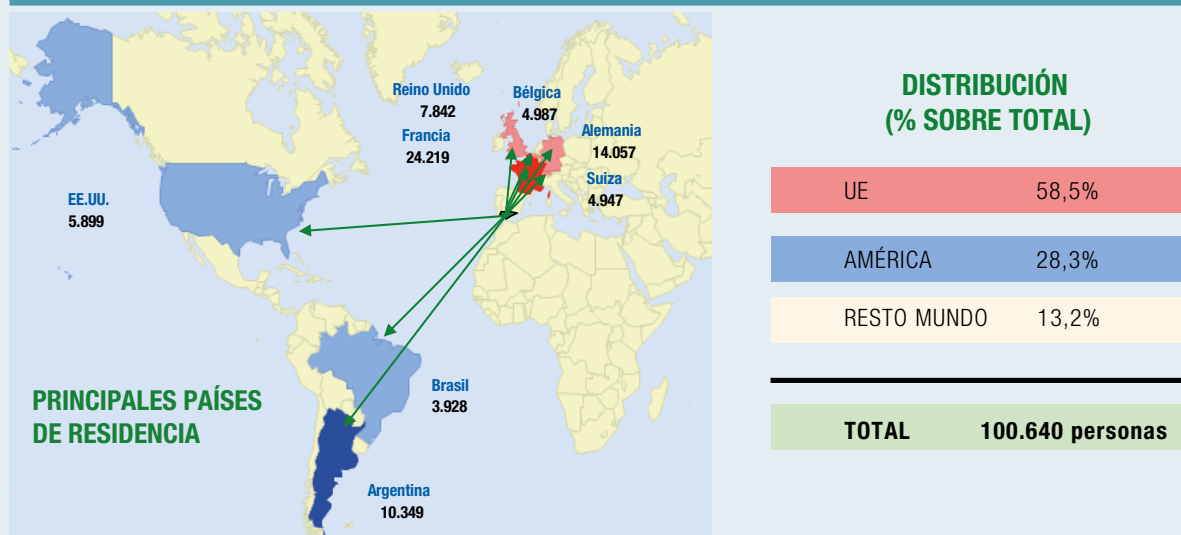 Reino Unido
7.842
Bélgica
4.987
Francia
24.219
Alemania
14.057
Suiza
4.947
EE.UU.
5.899
Brasil
3.928
Argentina
10.349
PRINCIPALES PAÍSES
DE RESIDENCIA
DISTRIBUCIÓN
(% SOBRE TOTAL)
UE 58,5%
AMÉRICA 28,3%
RESTO MUNDO 13,2%
TOTAL 100.640 personas